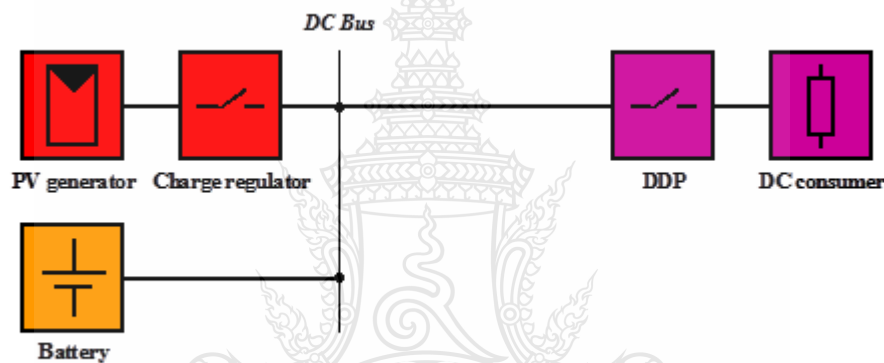 DC Bus
PV generator
Charge regulator
DDP
DC consumer
Battery